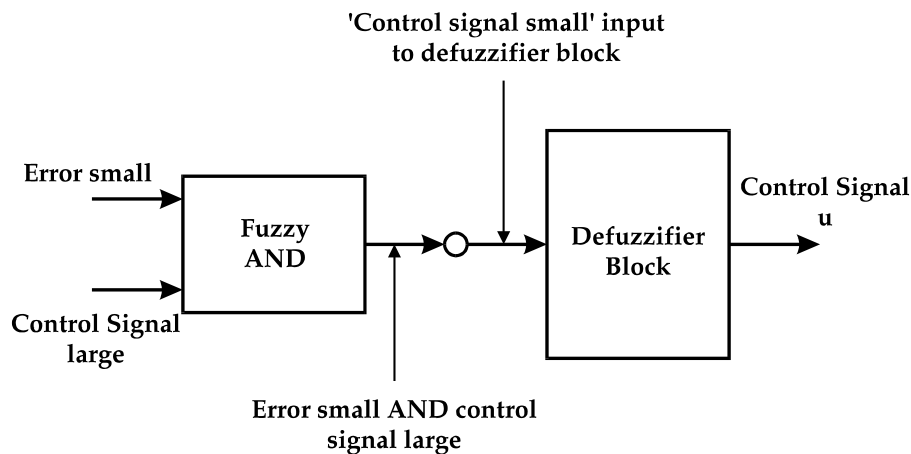 'Control signal small' input
to defuzzifier block
Error small
Control Signal
large
Fuzzy
AND
Error small AND control
signal large
Defuzzifier
Block
Control Signal
u